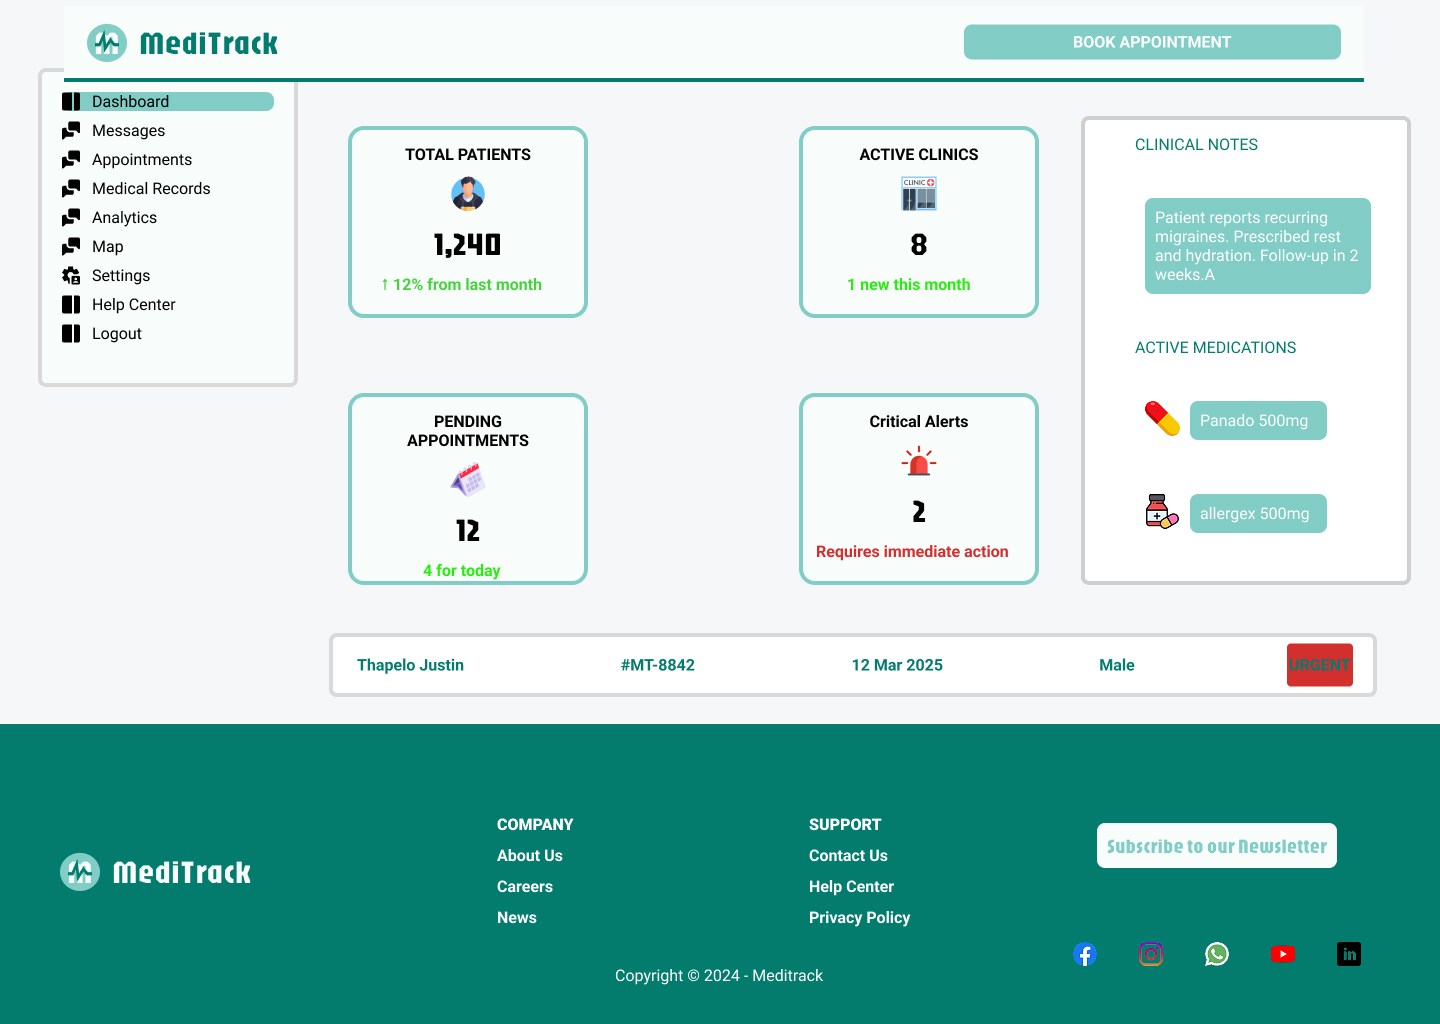 MediTrack
BOOK APPOINTMENT
Dashboard
Messages
Appointments
Medical Records
Analytics
Map
Settings
Help Center
Logout
TOTAL PATIENTS
1,240
↑ 12% from last month
ACTIVE CLINICS
CLINIC
8
1 new this month
PENDING
APPOINTMENTS
12
4 for today
Critical Alerts
2
Requires immediate action
CLINICAL NOTES
Patient reports recurring
migraines. Prescribed rest
and hydration. Follow-up in 2
weeks.A
ACTIVE MEDICATIONS
Panado 500mg
allergex 500mg
Thapelo Justin #MT-8842 12 Mar 2025 Male URGENT
MediTrack
COMPANY
About Us
Careers
News
SUPPORT
Contact Us
Help Center
Privacy Policy
Subscribe to our Newsletter
in
Copyright © 2024 - Meditrack